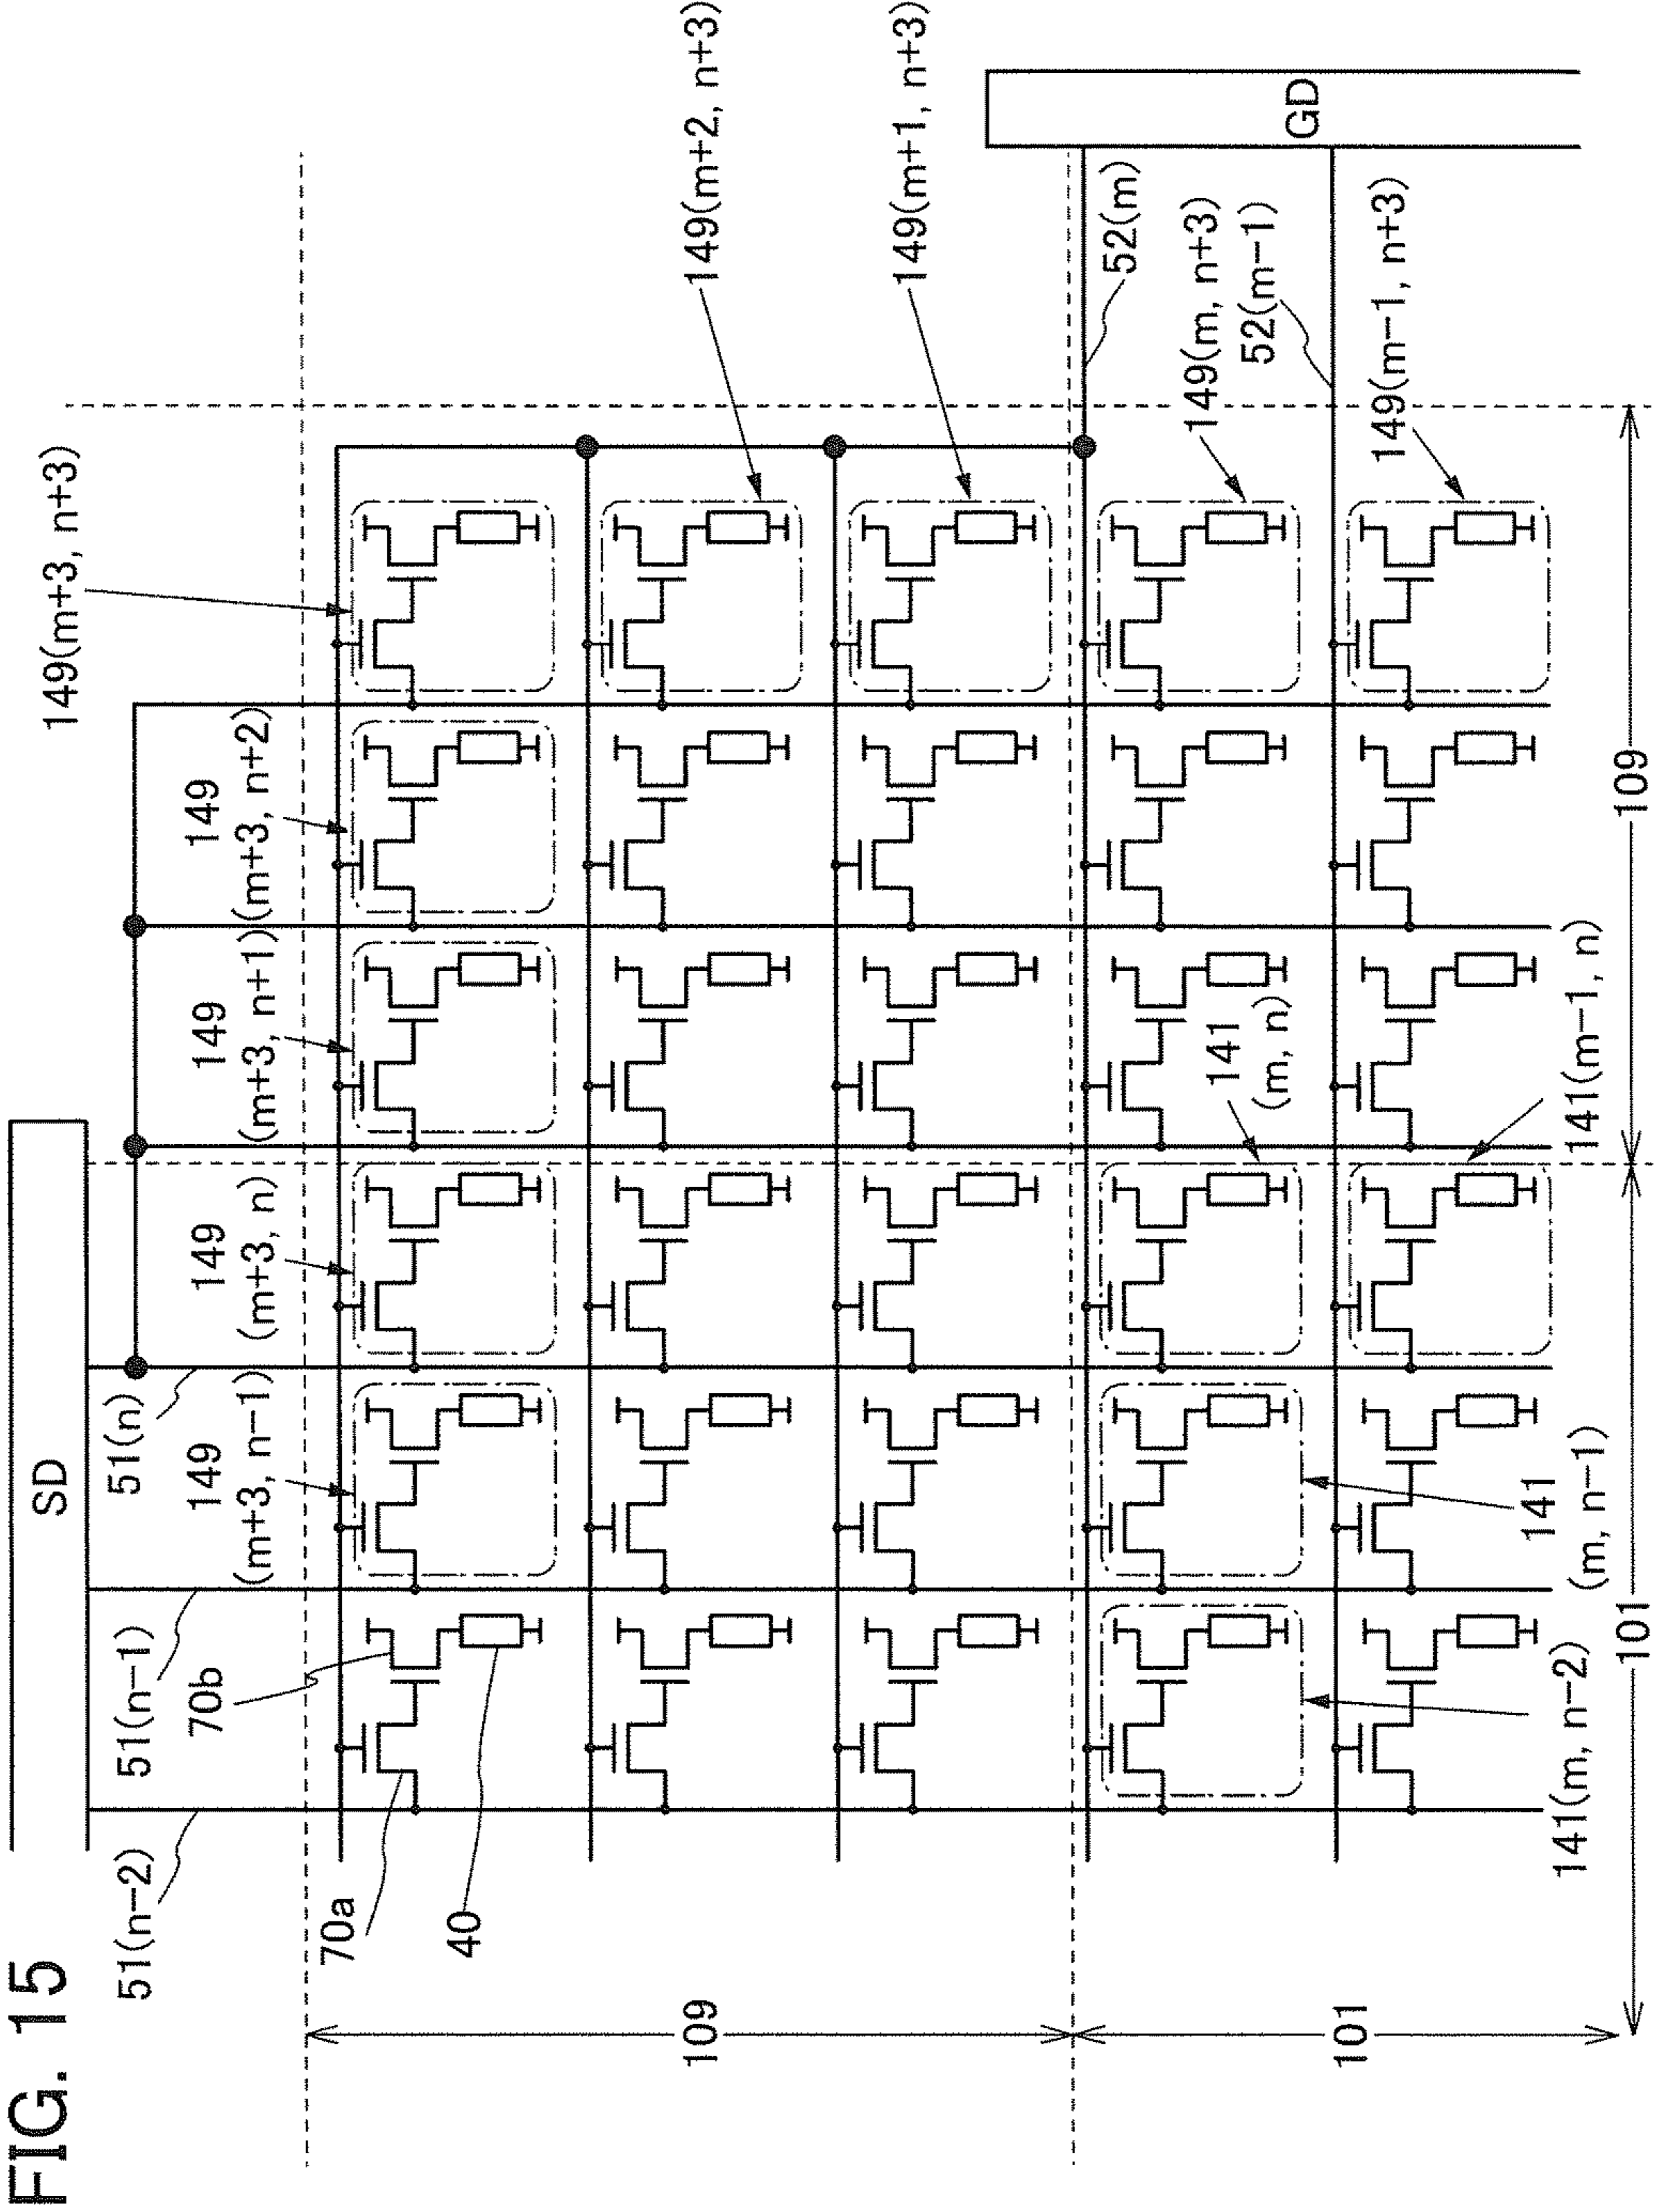 FIG. 15
SD
51(n-2)
51(n-1)
51(n)
149
(m+3, n-1)
149
(m+3, n)
149
(m+3, n+1)
149
(m+3, n+2)
149(m+3, n+3)
70a
70b
40
149(m+2, n+3)
149(m+1, n+3)
109
52(m)
149(m, n+3)
52(m-1)
149(m-1, n+3)
GD
101
141
(m, n)
141(m, n-2)
141
(m, n-1)
141(m-1, n)
101
109